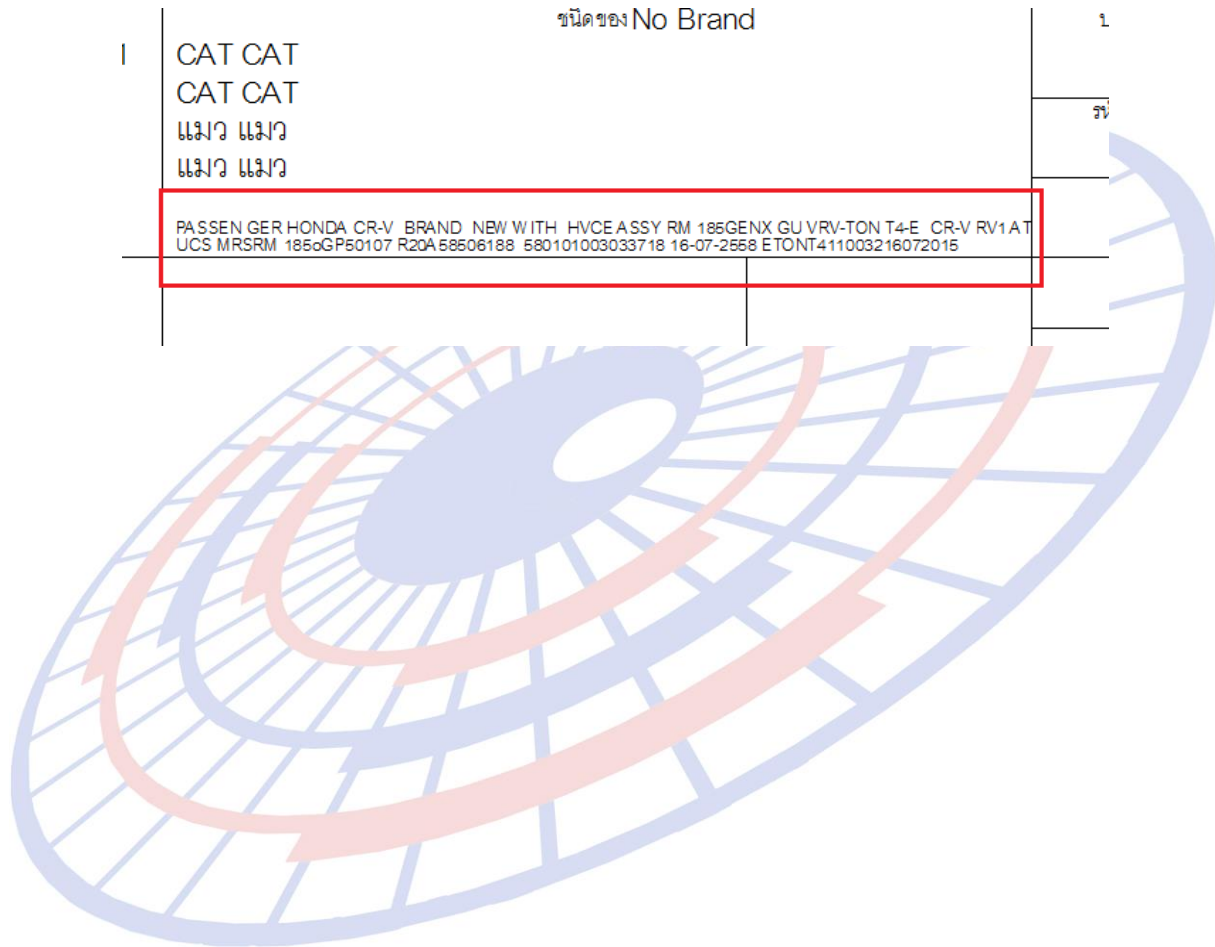 ชนิดของ No Brand
1 CAT CAT
CAT CAT
แมว แมว
แมว แมว
PASSENGER HONDA CR-V BRAND NEW WITH HVCE ASSY RM 185GENX GU VRV-TON T4-E CR-V RV1 AT
UCS MRSRM 185oGP50107 R20A58506188 580101003033718 16-07-2558 ETONT411003216072015